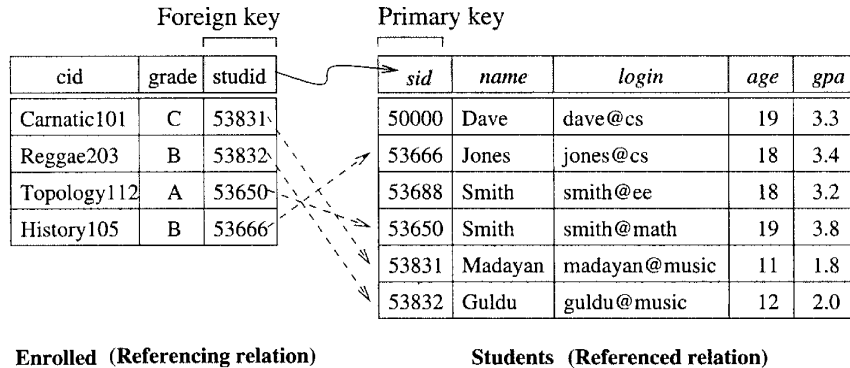 Foreign key Primary key
cid grade studid sid name login age gpa
Carnatic101 C 53831 50000 Dave dave@cs 19 3.3
Reggae203 B 53832 53666 Jones jones@cs 18 3.4
Topology112 A 53650 53688 Smith smith@ee 18 3.2
History105 B 53666 53650 Smith smith@math 19 3.8
53831 Madayan madayan@music 11 1.8
53832 Guldu guldu@music 12 2.0
Enrolled (Referencing relation) Students (Referenced relation)